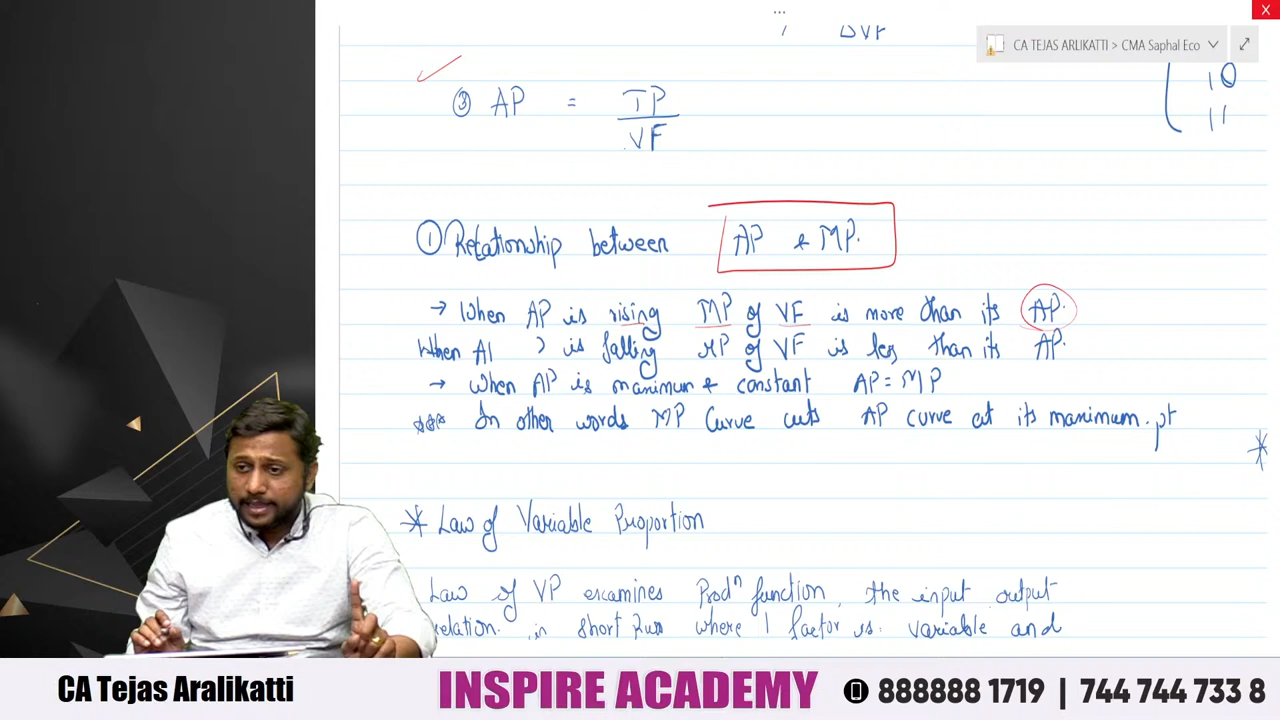 ...
ΔVF
CA TEJAS ARLIKATTI > CMA Saphal Eco
X
③ AP = TP
VF
10
11
① Relationship between AP & MP.
→ When AP is rising MP of VF is more than its AP.
When AP is falling MP of VF is less than its AP.
→ When AP is maximum & constant AP = MP
*** In other words MP Curve cuts AP curve at its maximum. pt
*
* Law of Variable Proportion
Law of VP examines Prodⁿ function, the input output
relation. in Short Run where 1 factor is. variable and
CA Tejas Aralikatti
INSPIRE ACADEMY
888888 1719 | 744 744 733 8